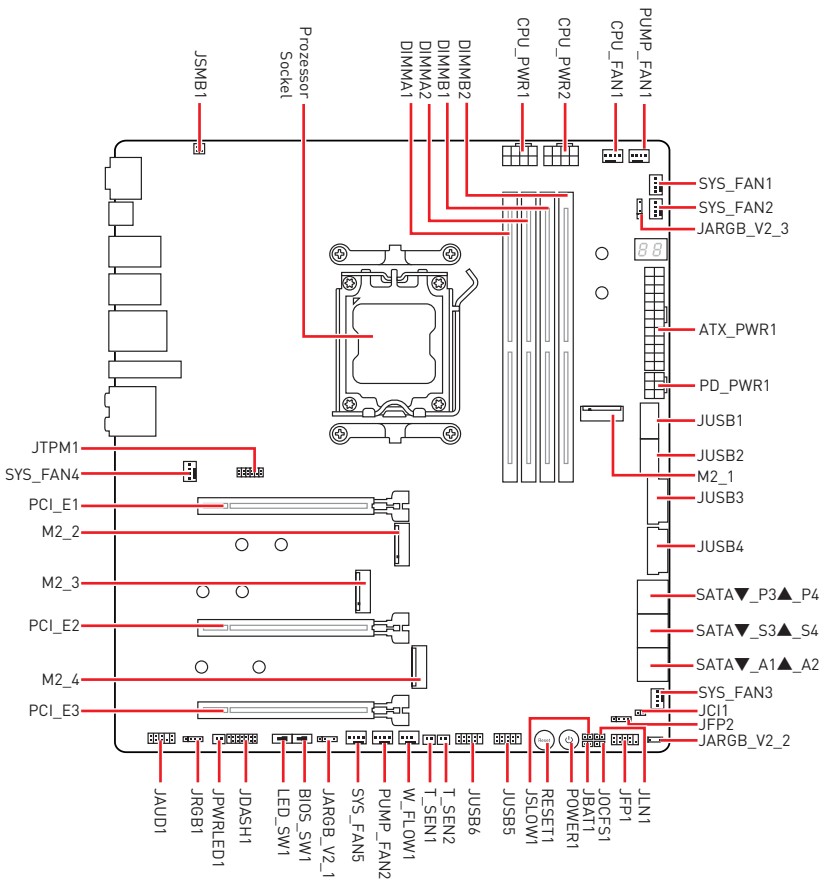 JSMB1
Prozessor
Sockel
DIMMA1
DIMMA2
DIMMB1
DIMMB2
CPU_PWR1
CPU_PWR2
CPU_FAN1
PUMP_FAN1
SYS_FAN1
SYS_FAN2
JARGB_V2_3
88
ATX_PWR1
PD_PWR1
JUSB1
JUSB2
M2_1
JUSB3
JUSB4
SATA▼_P3▲_P4
SATA▼_S3▲_S4
SATA▼_A1▲_A2
SYS_FAN3
JCI1
JFP2
JARGB_V2_2
JTPM1
SYS_FAN4
PCI_E1
M2_2
M2_3
PCI_E2
M2_4
PCI_E3
Reset
JAUD1
JRGB1
JPWRLED1
JDASH1
LED_SW1
BIOS_SW1
JARGB_V2_1
SYS_FAN5
PUMP_FAN2
W_FLOW1
T_SEN1
T_SEN2
JUSB6
JUSB5
JSLOW1
RESET1
POWER1
JBAT1
JOCFS1
JFP1
JLN1